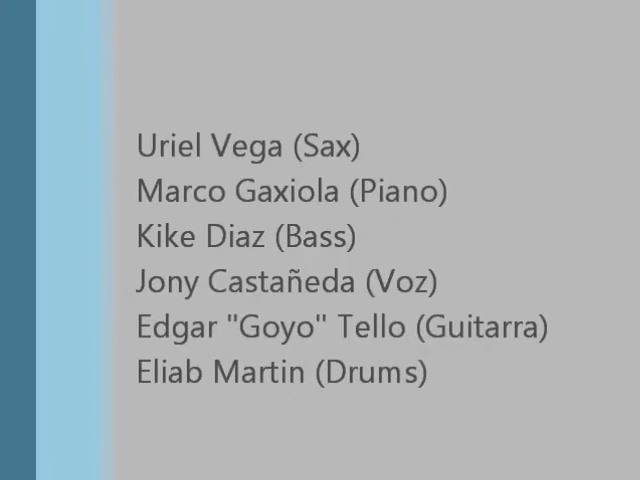 Uriel Vega (Sax)
Marco Gaxiola (Piano)
Kike Diaz (Bass)
Jony Castañeda (Voz)
Edgar "Goyo" Tello (Guitarra)
Eliab Martin (Drums)